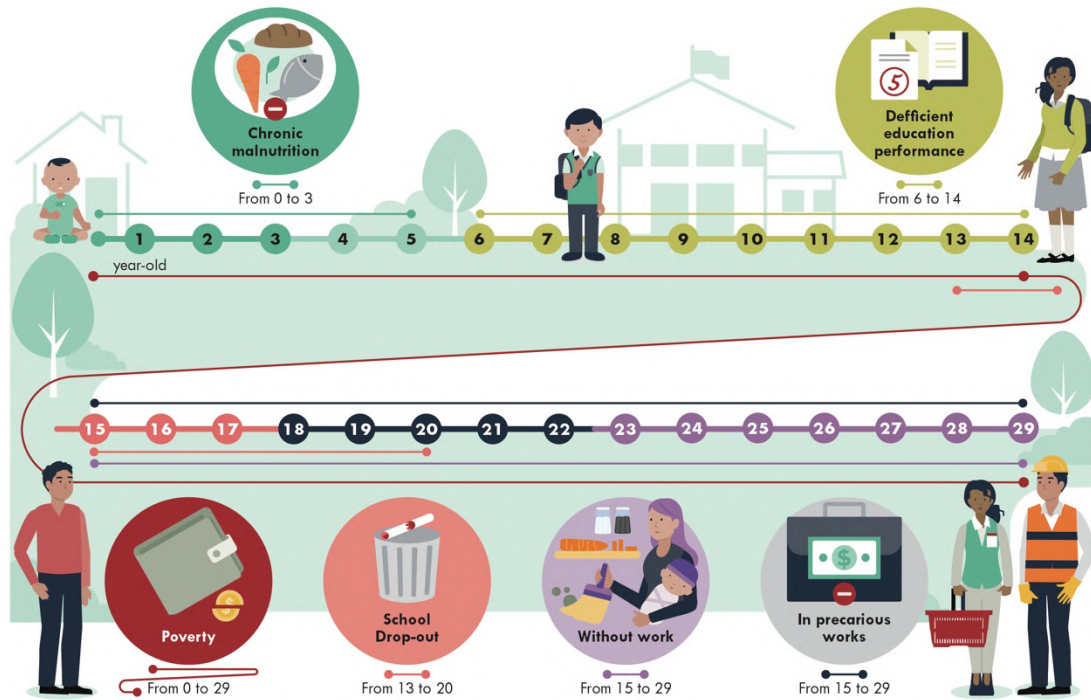 Chronic
malnutrition
From 0 to 3
5
Defficient
education
performance
From 6 to 14
1 2 3 4 5 6 7 8 9 10 11 12 13 14
year-old
15 16 17 18 19 20 21 22 23 24 25 26 27 28 29
$
Poverty
From 0 to 29
School
Drop-out
From 13 to 20
Without work
From 15 to 29
$
In precarious
works
From 15 to 29